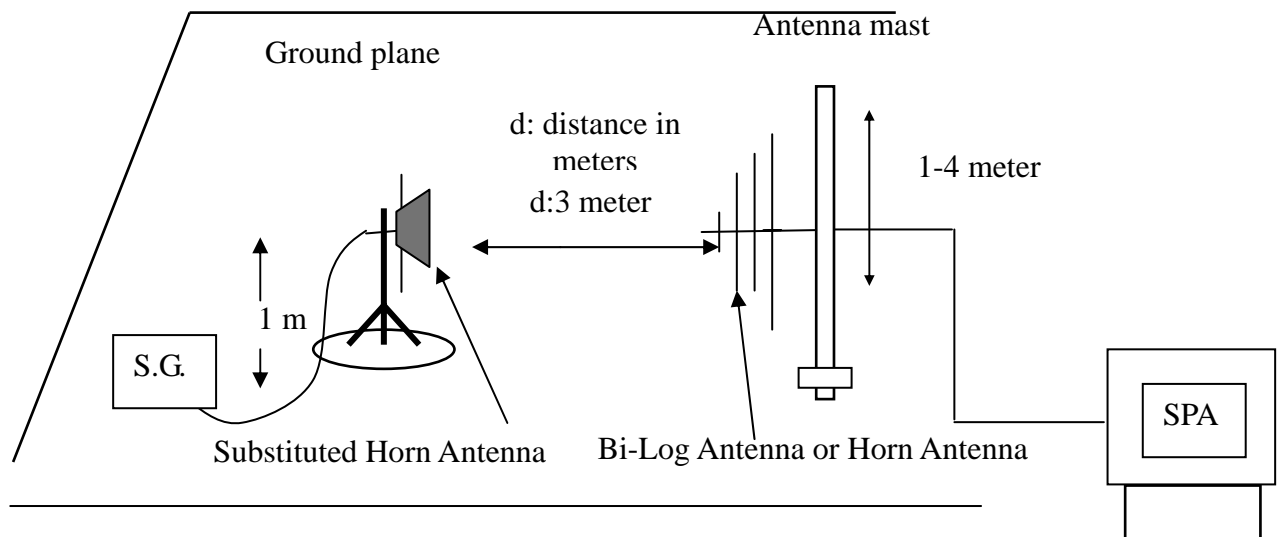 Antenna mast
Ground plane
d: distance in
meters
d:3 meter
1-4 meter
1 m
S.G.
SPA
Substituted Horn Antenna
Bi-Log Antenna or Horn Antenna